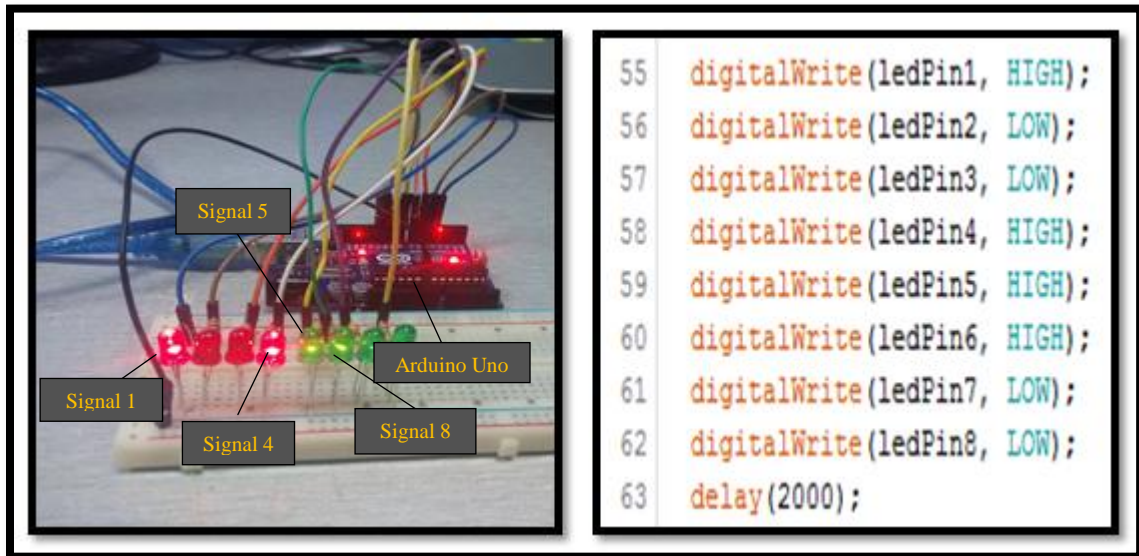 Signal 5
Arduino Uno
Signal 1
Signal 8
Signal 4
55 digitalWrite(ledPin1, HIGH);
56 digitalWrite(ledPin2, LOW);
57 digitalWrite(ledPin3, LOW);
58 digitalWrite(ledPin4, HIGH);
59 digitalWrite(ledPin5, HIGH);
60 digitalWrite(ledPin6, HIGH);
61 digitalWrite(ledPin7, LOW);
62 digitalWrite(ledPin8, LOW);
63 delay(2000);